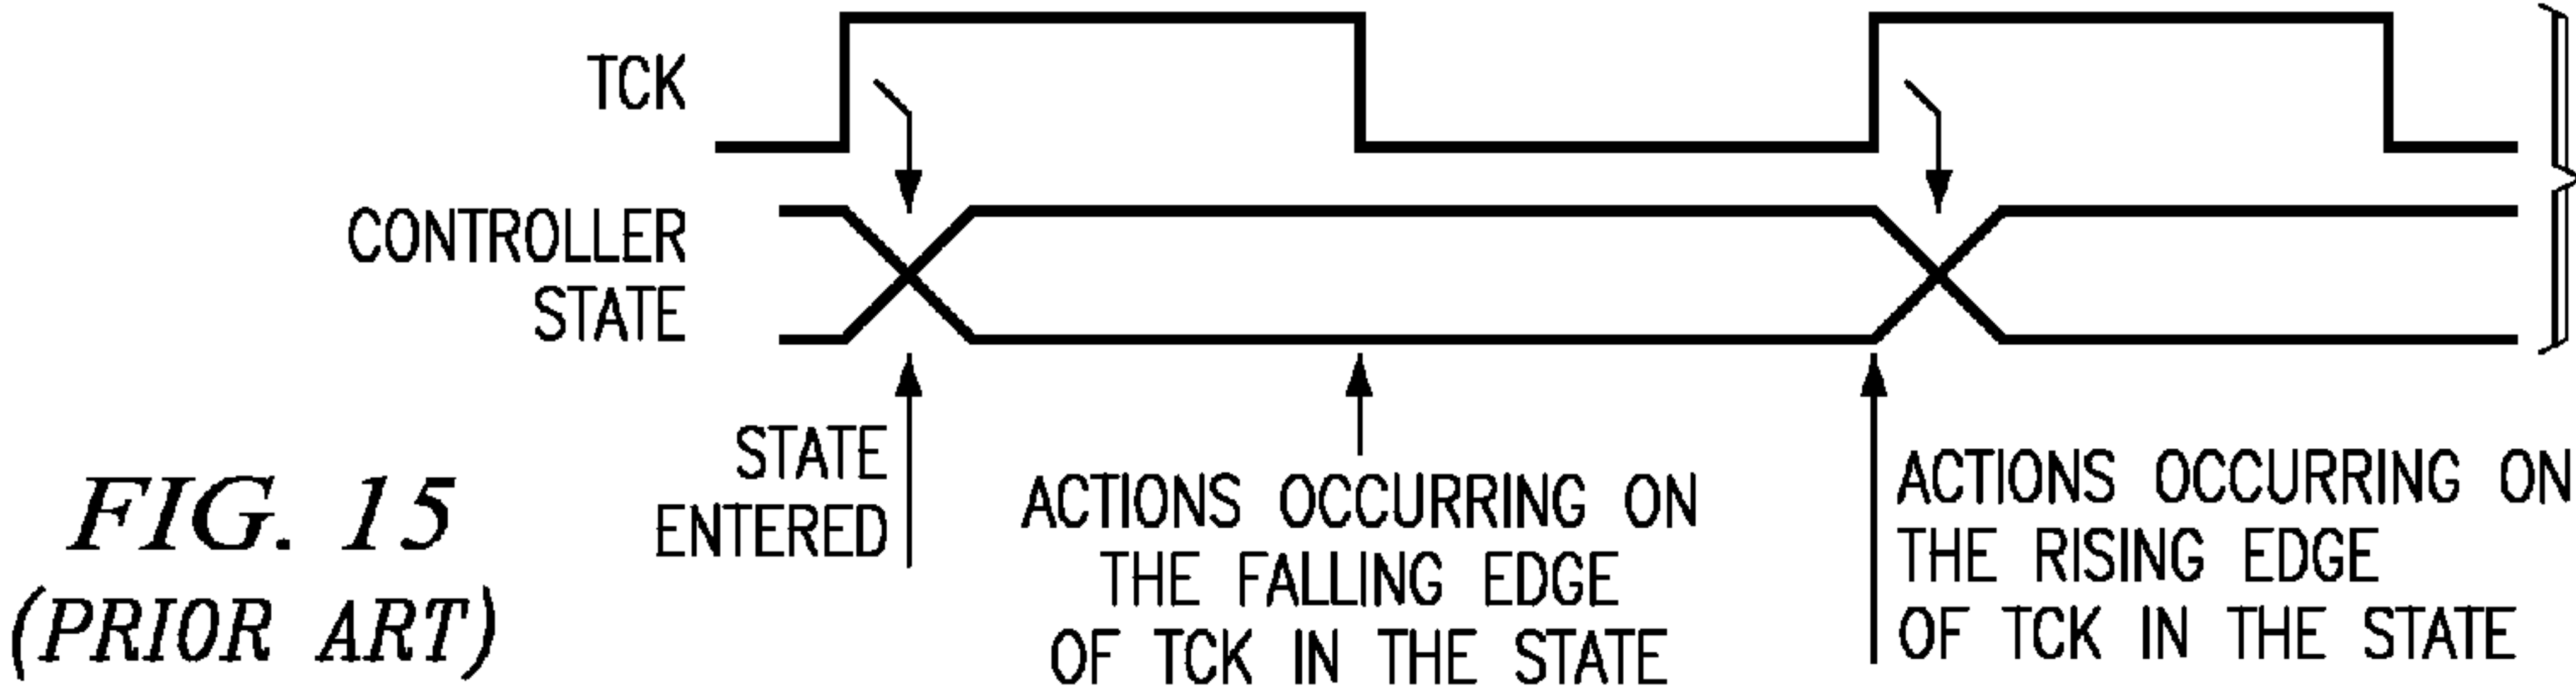 TCK
CONTROLLER
STATE
STATE
ENTERED
ACTIONS OCCURRING ON
THE FALLING EDGE
OF TCK IN THE STATE
ACTIONS OCCURRING ON
THE RISING EDGE
OF TCK IN THE STATE
FIG. 15
(PRIOR ART)